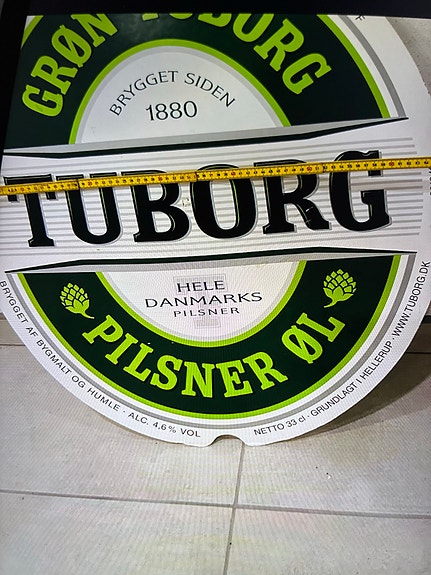 GRØN TUBORG
BRYGGET SIDEN
1880
TUBORG
HELE
DANMARKS
PILSNER
PILSNER ØL
BRYGGET AF BYGMALT OG HUMLE · ALC. 4,6% VOL
NETTO 33 cl · GRUNDLAGT I HELLERUP · WWW.TUBORG.DK